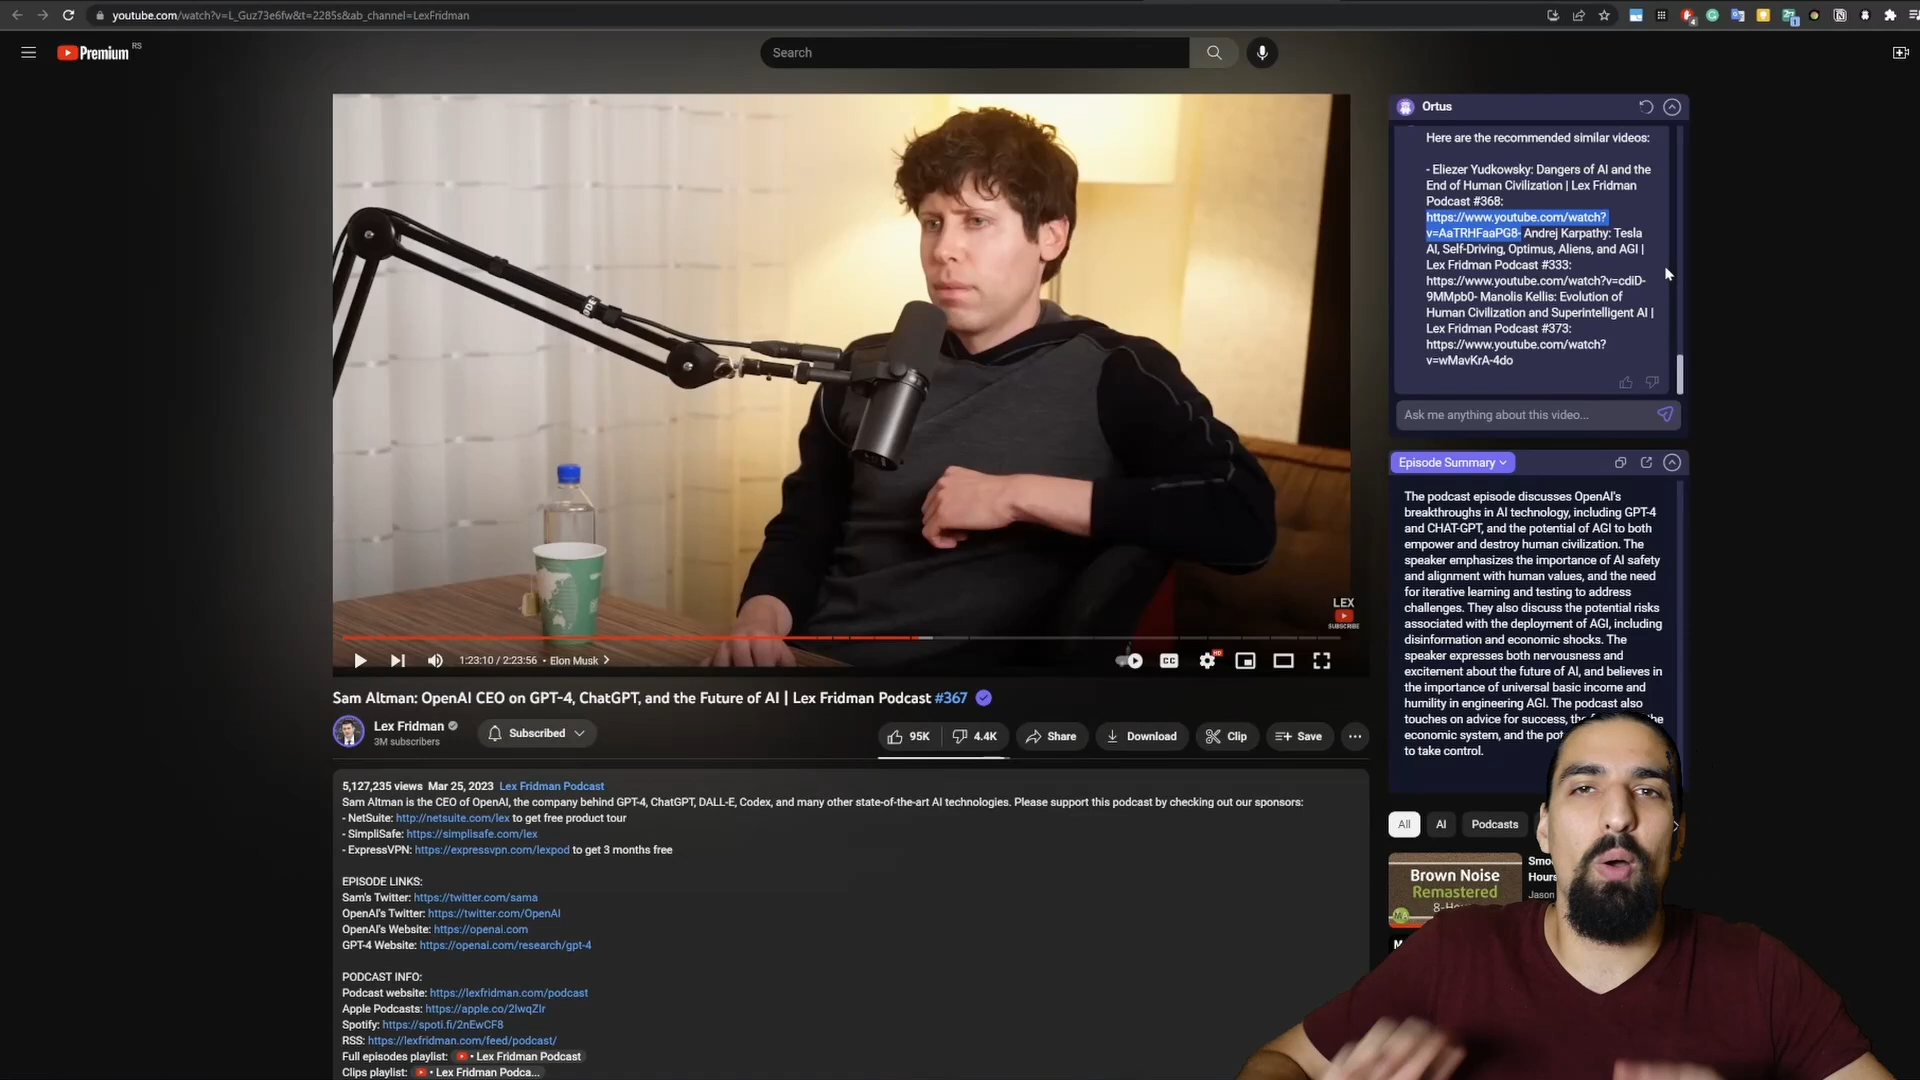 youtube.com/watch?v=L_Guz73e6fw&t=2285s&ab_channel=LexFridman
Premium RS
Search
LEX
SUBSCRIBE
1:23:10 / 2:23:56 • Elon Musk
CC
HD
Sam Altman: OpenAI CEO on GPT-4, ChatGPT, and the Future of AI | Lex Fridman Podcast #367
Lex Fridman
3M subscribers
Subscribed
95K
4.4K
Share
Download
Clip
Save
5,127,235 views Mar 25, 2023 Lex Fridman Podcast
Sam Altman is the CEO of OpenAI, the company behind GPT-4, ChatGPT, DALL-E, Codex, and many other state-of-the-art AI technologies. Please support this podcast by checking out our sponsors:
- NetSuite: http://netsuite.com/lex to get free product tour
- SimpliSafe: https://simplisafe.com/lex
- ExpressVPN: https://expressvpn.com/lexpod to get 3 months free
EPISODE LINKS:
Sam's Twitter: https://twitter.com/sama
OpenAI's Twitter: https://twitter.com/OpenAI
OpenAI's Website: https://openai.com
GPT-4 Website: https://openai.com/research/gpt-4
PODCAST INFO:
Podcast website: https://lexfridman.com/podcast
Apple Podcasts: https://apple.co/2lwqZIr
Spotify: https://spoti.fi/2nEwCF8
RSS: https://lexfridman.com/feed/podcast/
Full episodes playlist: • Lex Fridman Podcast
Clips playlist: • Lex Fridman Podca...
Ortus
Here are the recommended similar videos:
- Eliezer Yudkowsky: Dangers of AI and the
End of Human Civilization | Lex Fridman
Podcast #368:
https://www.youtube.com/watch?
v=AaTRHFaaPG8- Andrej Karpathy: Tesla
AI, Self-Driving, Optimus, Aliens, and AGI |
Lex Fridman Podcast #333:
https://www.youtube.com/watch?v=cdiD-
9MMpb0- Manolis Kellis: Evolution of
Human Civilization and Superintelligent AI |
Lex Fridman Podcast #373:
https://www.youtube.com/watch?
v=wMavKrA-4do
Ask me anything about this video...
Episode Summary
The podcast episode discusses OpenAI's
breakthroughs in AI technology, including GPT-4
and CHAT-GPT, and the potential of AGI to both
empower and destroy human civilization. The
speaker emphasizes the importance of AI safety
and alignment with human values, and the need
for iterative learning and testing to address
challenges. They also discuss the potential risks
associated with the deployment of AGI, including
disinformation and economic shocks. The
speaker expresses both nervousness and
excitement about the future of AI, and believes in
the importance of universal basic income and
humility in engineering AGI. The podcast also
touches on advice for success, the
economic system, and the pot
to take control.
All
AI
Podcasts
Brown Noise
Remastered
8-Ho
Smo
Hours
Jason